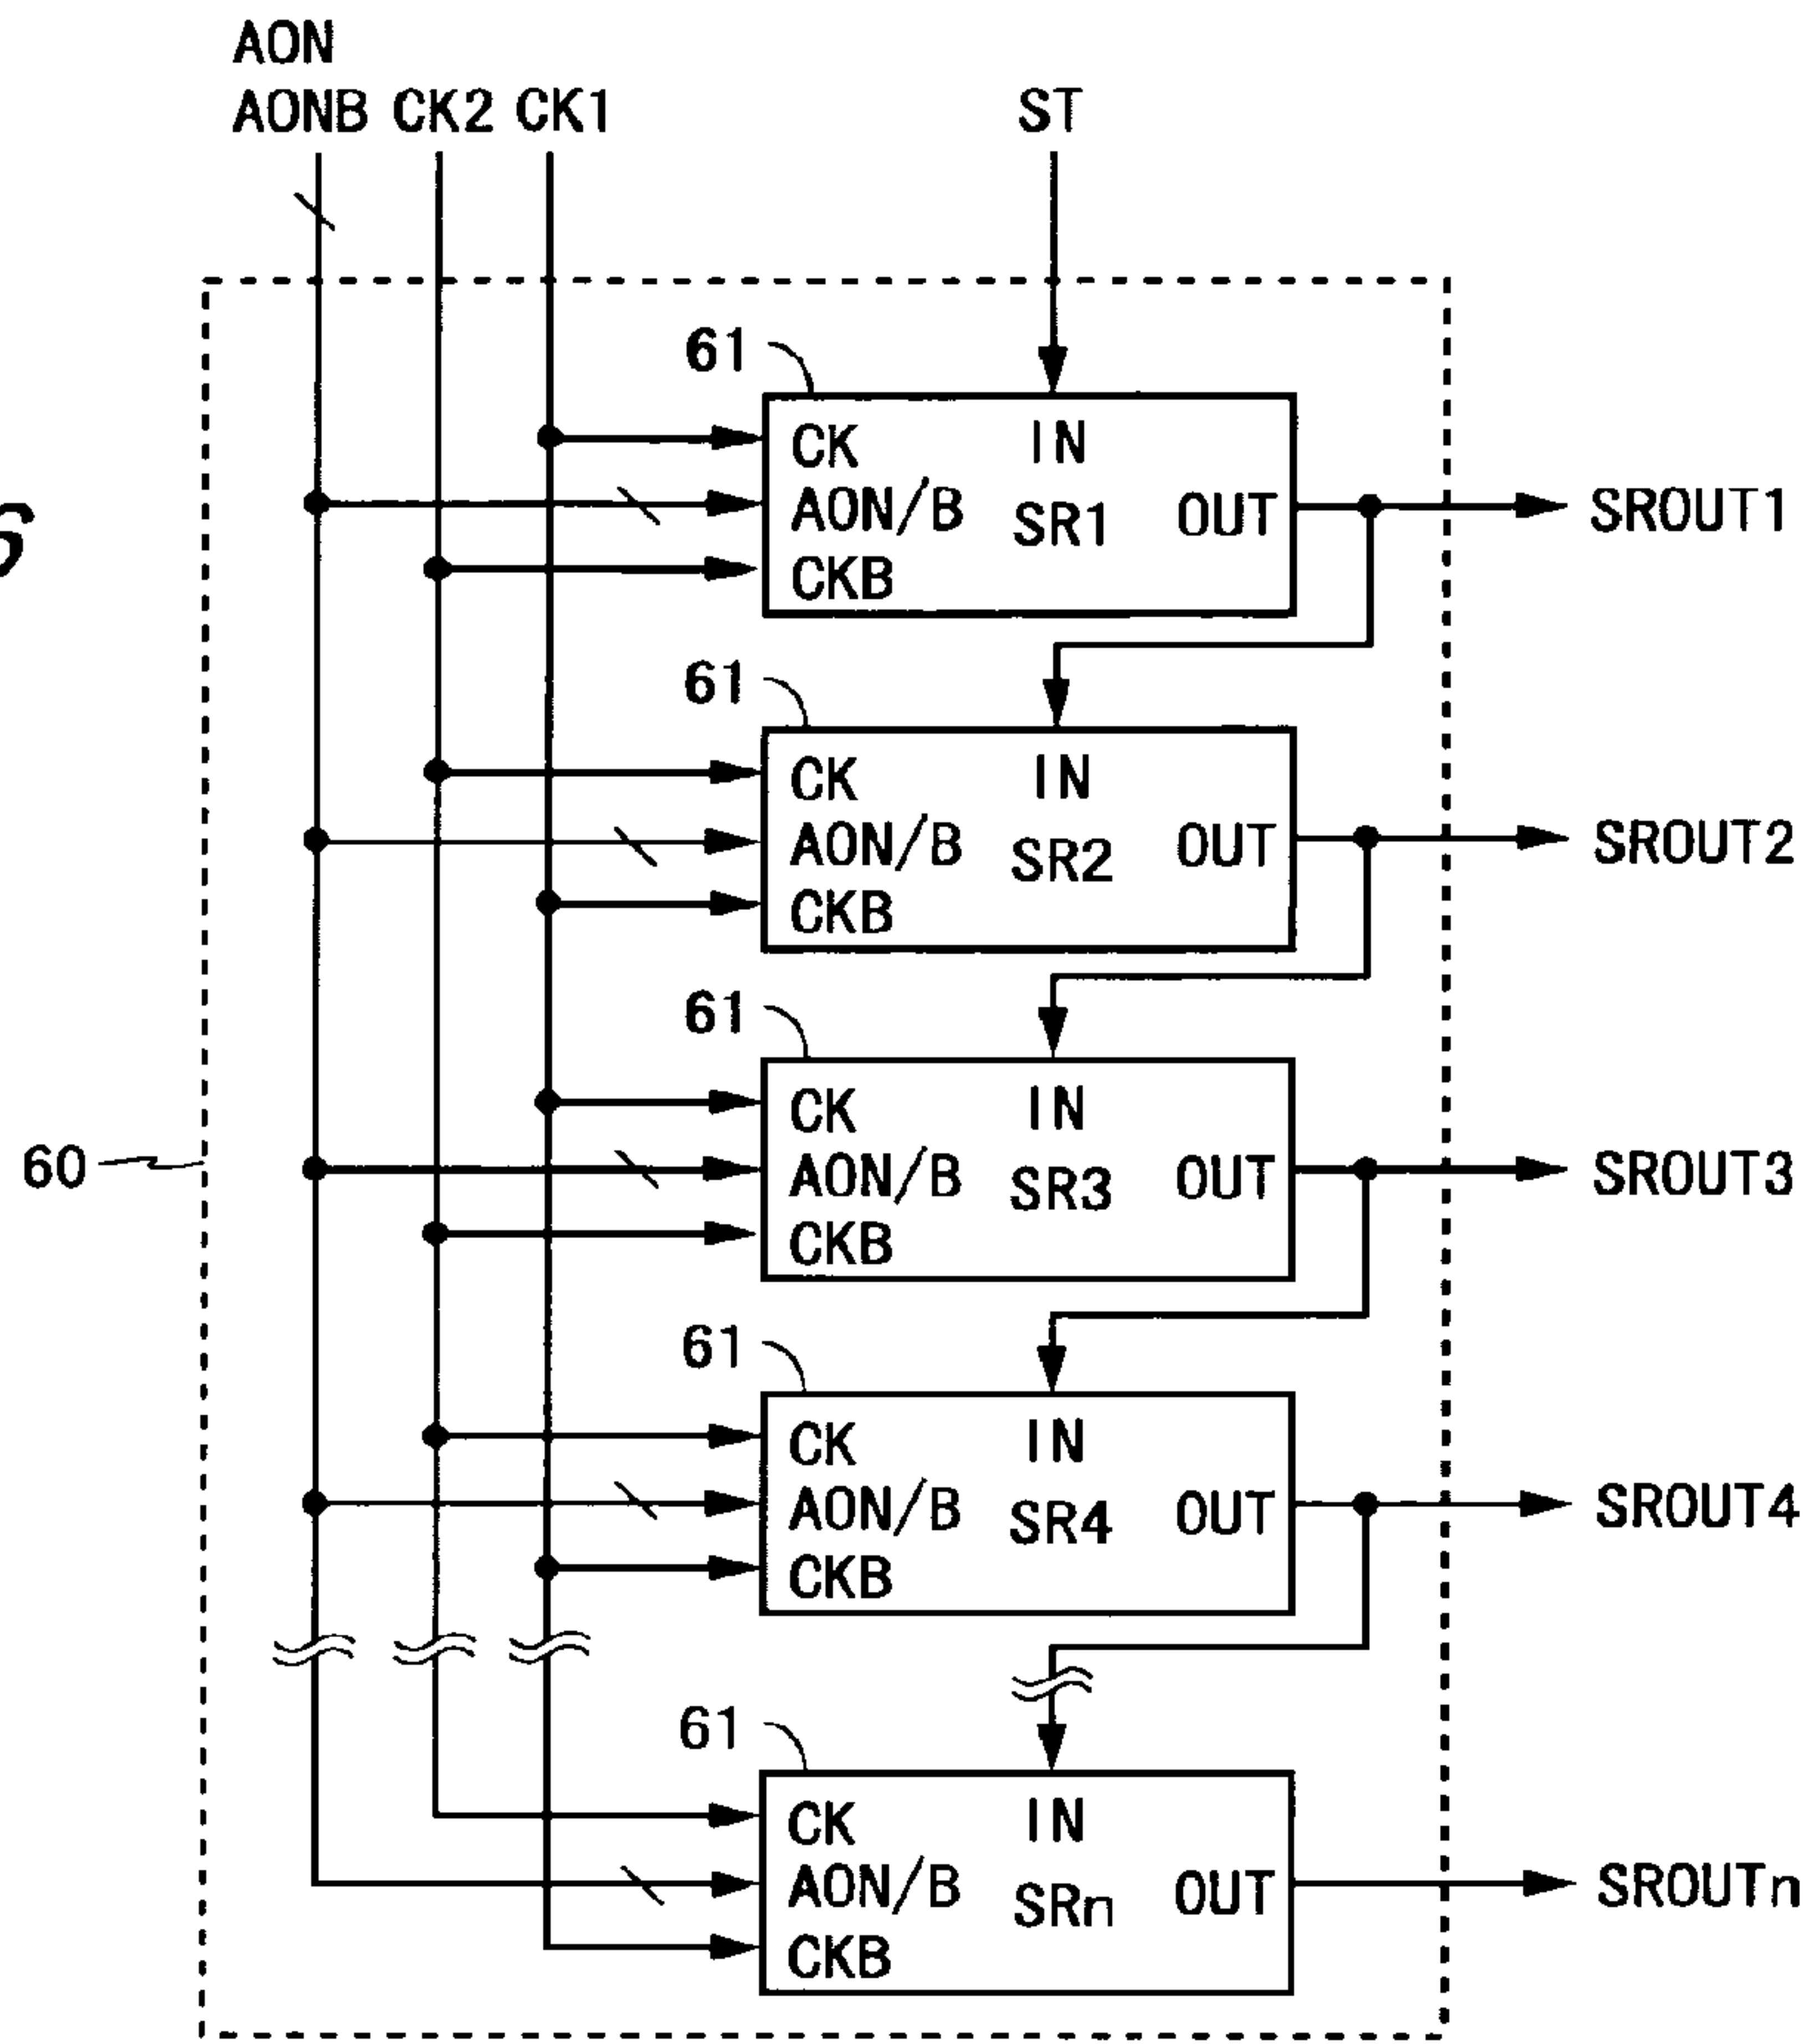 AON
AONB CK2 CK1 ST
61
CK IN
AON/B SR1 OUT SROUT1
CKB
6
61
CK IN
AON/B SR2 OUT SROUT2
CKB
61
CK IN
60 AON/B SR3 OUT SROUT3
CKB
61
CK IN
AON/B SR4 OUT SROUT4
CKB
61
CK IN
AON/B SRn OUT SROUTn
CKB